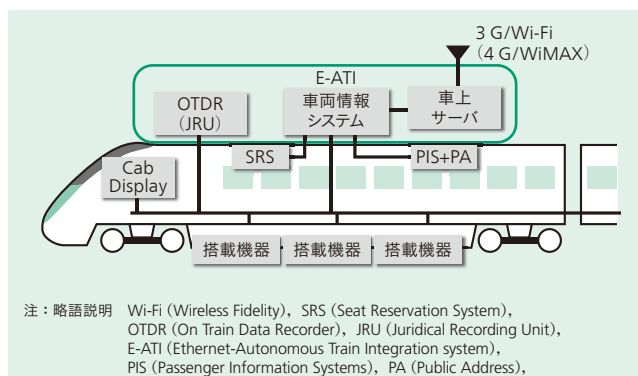 3 G/Wi-Fi
(4 G/WiMAX)
E-ATI
OTDR
(JRU)
車両情報
システム
車上
サーバ
SRS
PIS+PA
Cab
Display
搭載機器
搭載機器
搭載機器
注：略語説明 Wi-Fi（Wireless Fidelity），SRS（Seat Reservation System），
OTDR（On Train Data Recorder），JRU（Juridical Recording Unit），
E-ATI（Ethernet-Autonomous Train Integration system），
PIS（Passenger Information Systems），PA（Public Address），